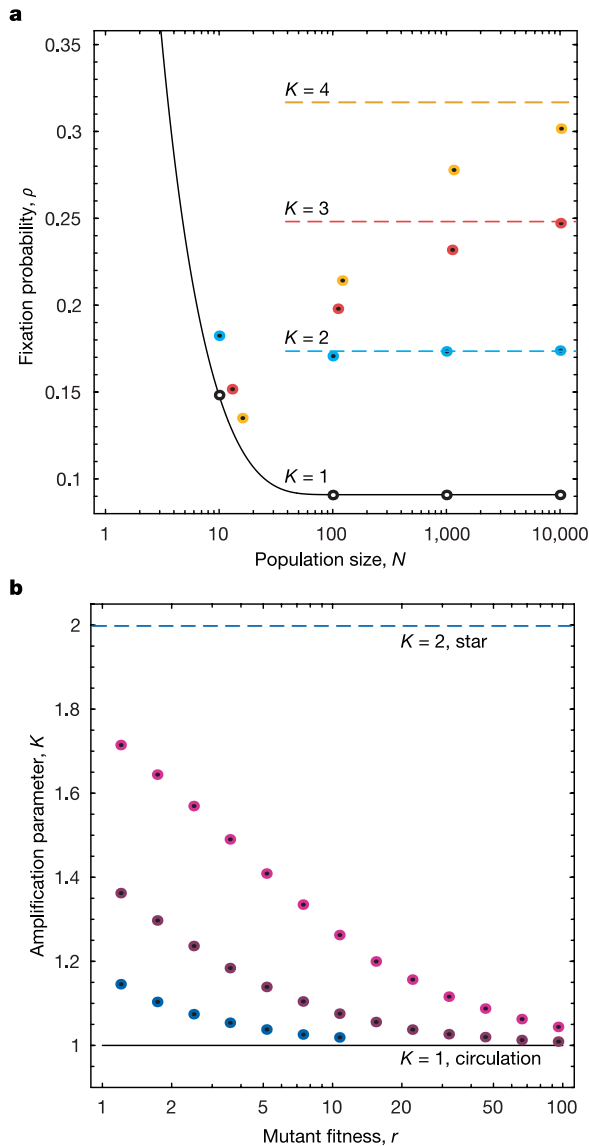 a
0.35
0.3
0.25
0.2
0.15
0.1
Fixation probability, ρ
K = 4
K = 3
K = 2
K = 1
1 10 100 1,000 10,000
Population size, N
b
2
1.8
1.6
1.4
1.2
1
Amplification parameter, K
K = 2, star
K = 1, circulation
1 2 5 10 20 50 100
Mutant fitness, r